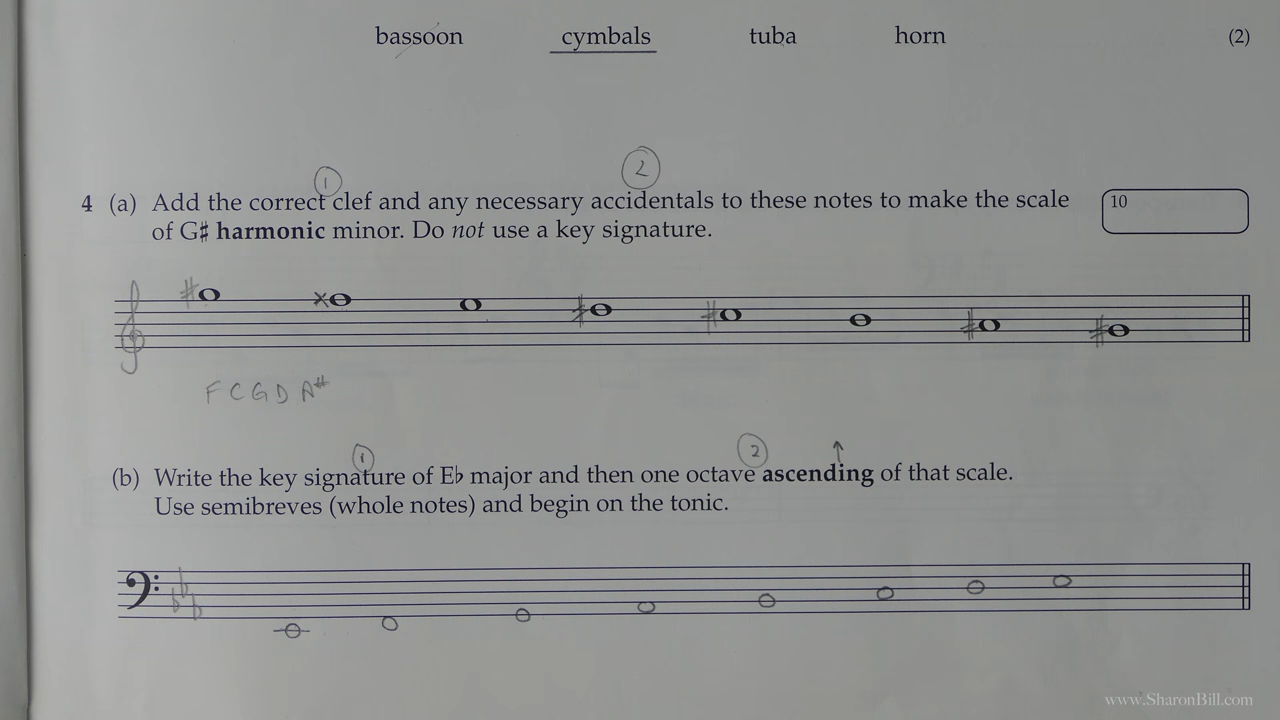 bassoon cymbals tuba horn (2)
1 2
4 (a) Add the correct clef and any necessary accidentals to these notes to make the scale 10
of G♯ harmonic minor. Do not use a key signature.
F C G D A#
1 2 ↑
(b) Write the key signature of E♭ major and then one octave ascending of that scale.
Use semibreves (whole notes) and begin on the tonic.
www.SharonBill.com